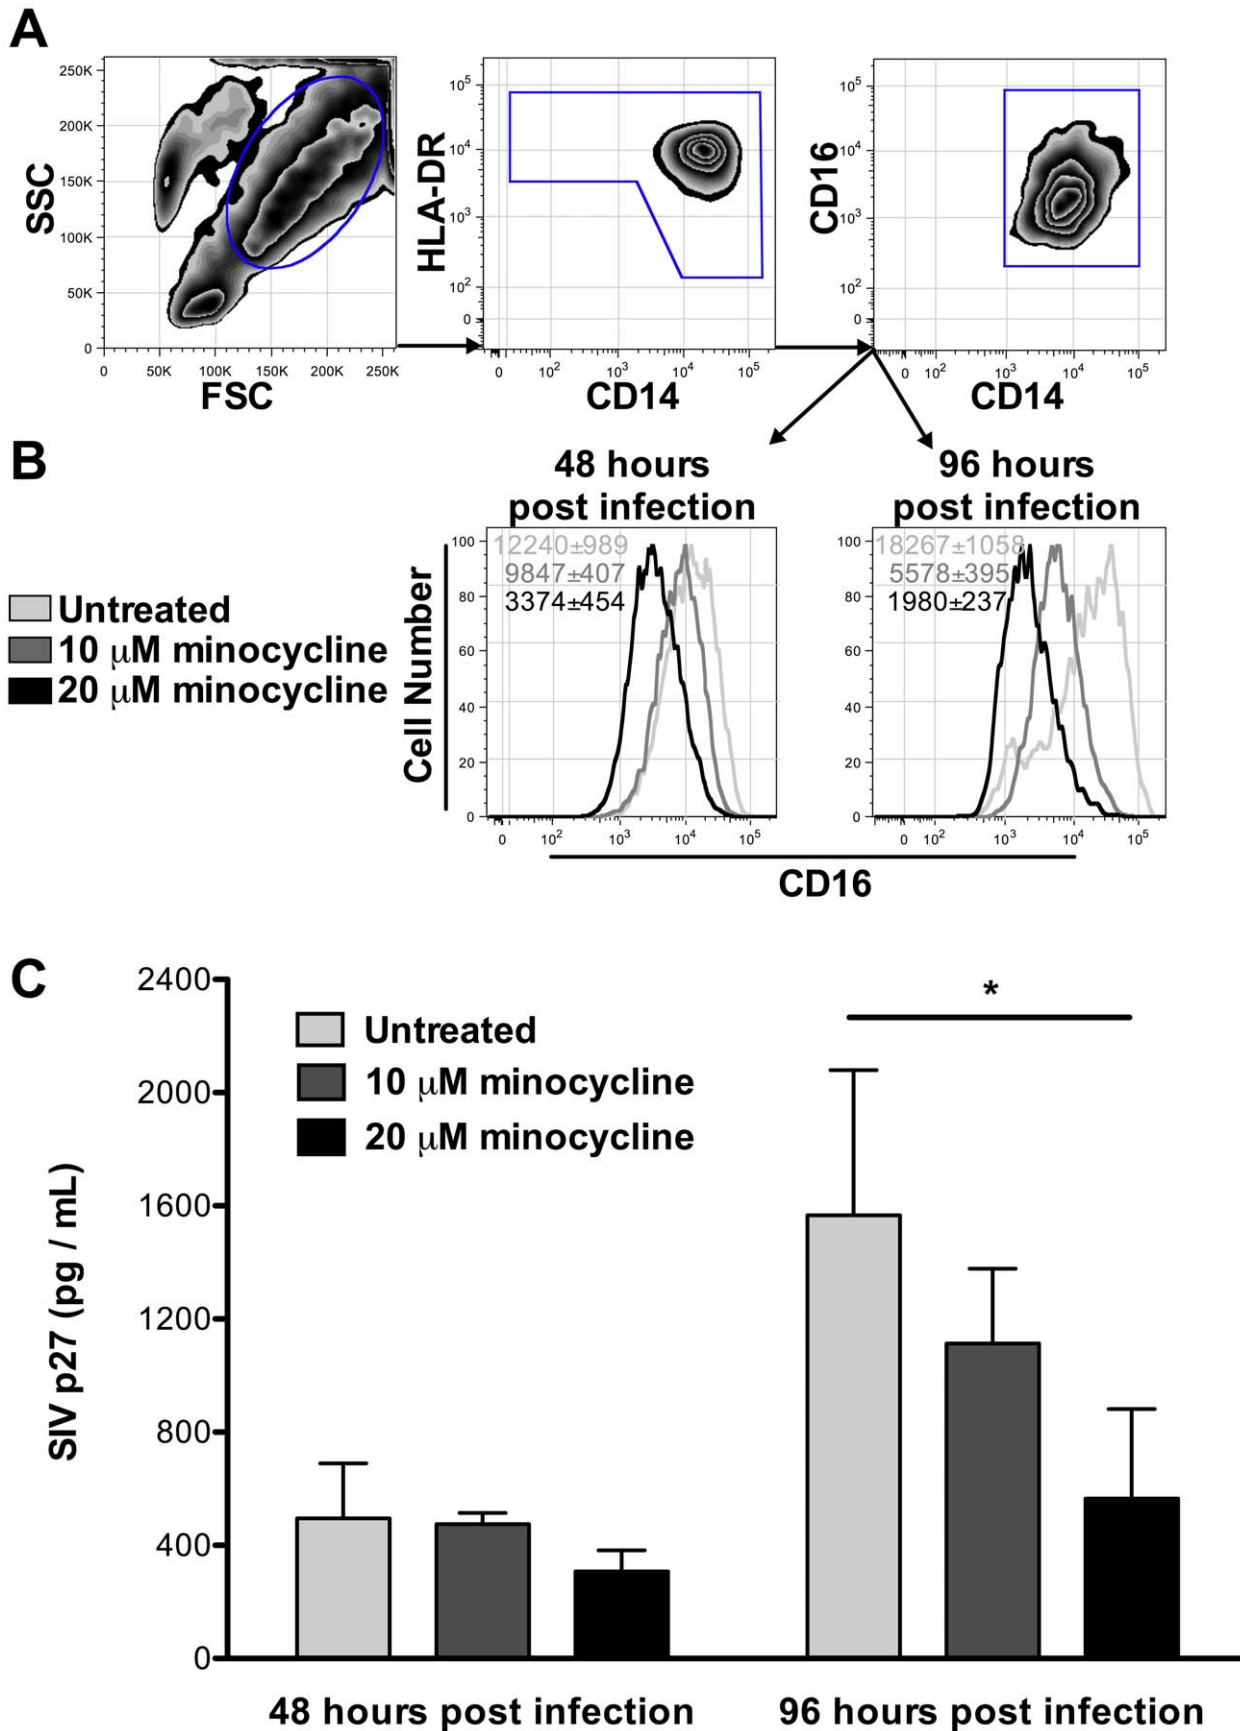 A
SSC
250K
200K
150K
100K
50K
0
0 50K 100K 150K 200K 250K
FSC
HLA-DR
10^5
10^4
10^3
10^2
0
0 10^2 10^3 10^4 10^5
CD14
CD16
10^5
10^4
10^3
10^2
0
0 10^2 10^3 10^4 10^5
CD14
B
Untreated
10 μM minocycline
20 μM minocycline
48 hours
post infection
12240±989
9847±407
3374±454
Cell Number
100
80
60
40
20
0
0 10^2 10^3 10^4 10^5
96 hours
post infection
18267±1058
5578±395
1980±237
100
80
60
40
20
0
0 10^2 10^3 10^4 10^5
CD16
C
SIV p27 (pg / mL)
2400
2000
1600
1200
800
400
0
Untreated
10 μM minocycline
20 μM minocycline
*
48 hours post infection
96 hours post infection